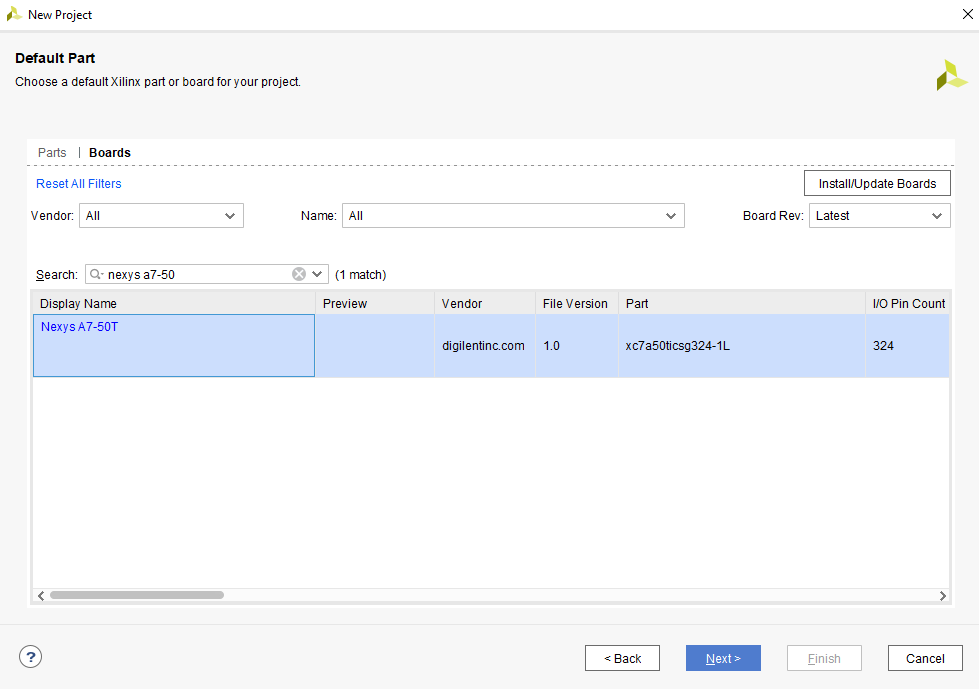 New Project
Default Part
Choose a default Xilinx part or board for your project.
Parts | Boards
Reset All Filters
Install/Update Boards
Vendor: All
Name: All
Board Rev: Latest
Search: nexys a7-50 (1 match)
Display Name Preview Vendor File Version Part I/O Pin Count
Nexys A7-50T
digilentinc.com 1.0 xc7a50ticsg324-1L 324
? < Back Next > Finish Cancel